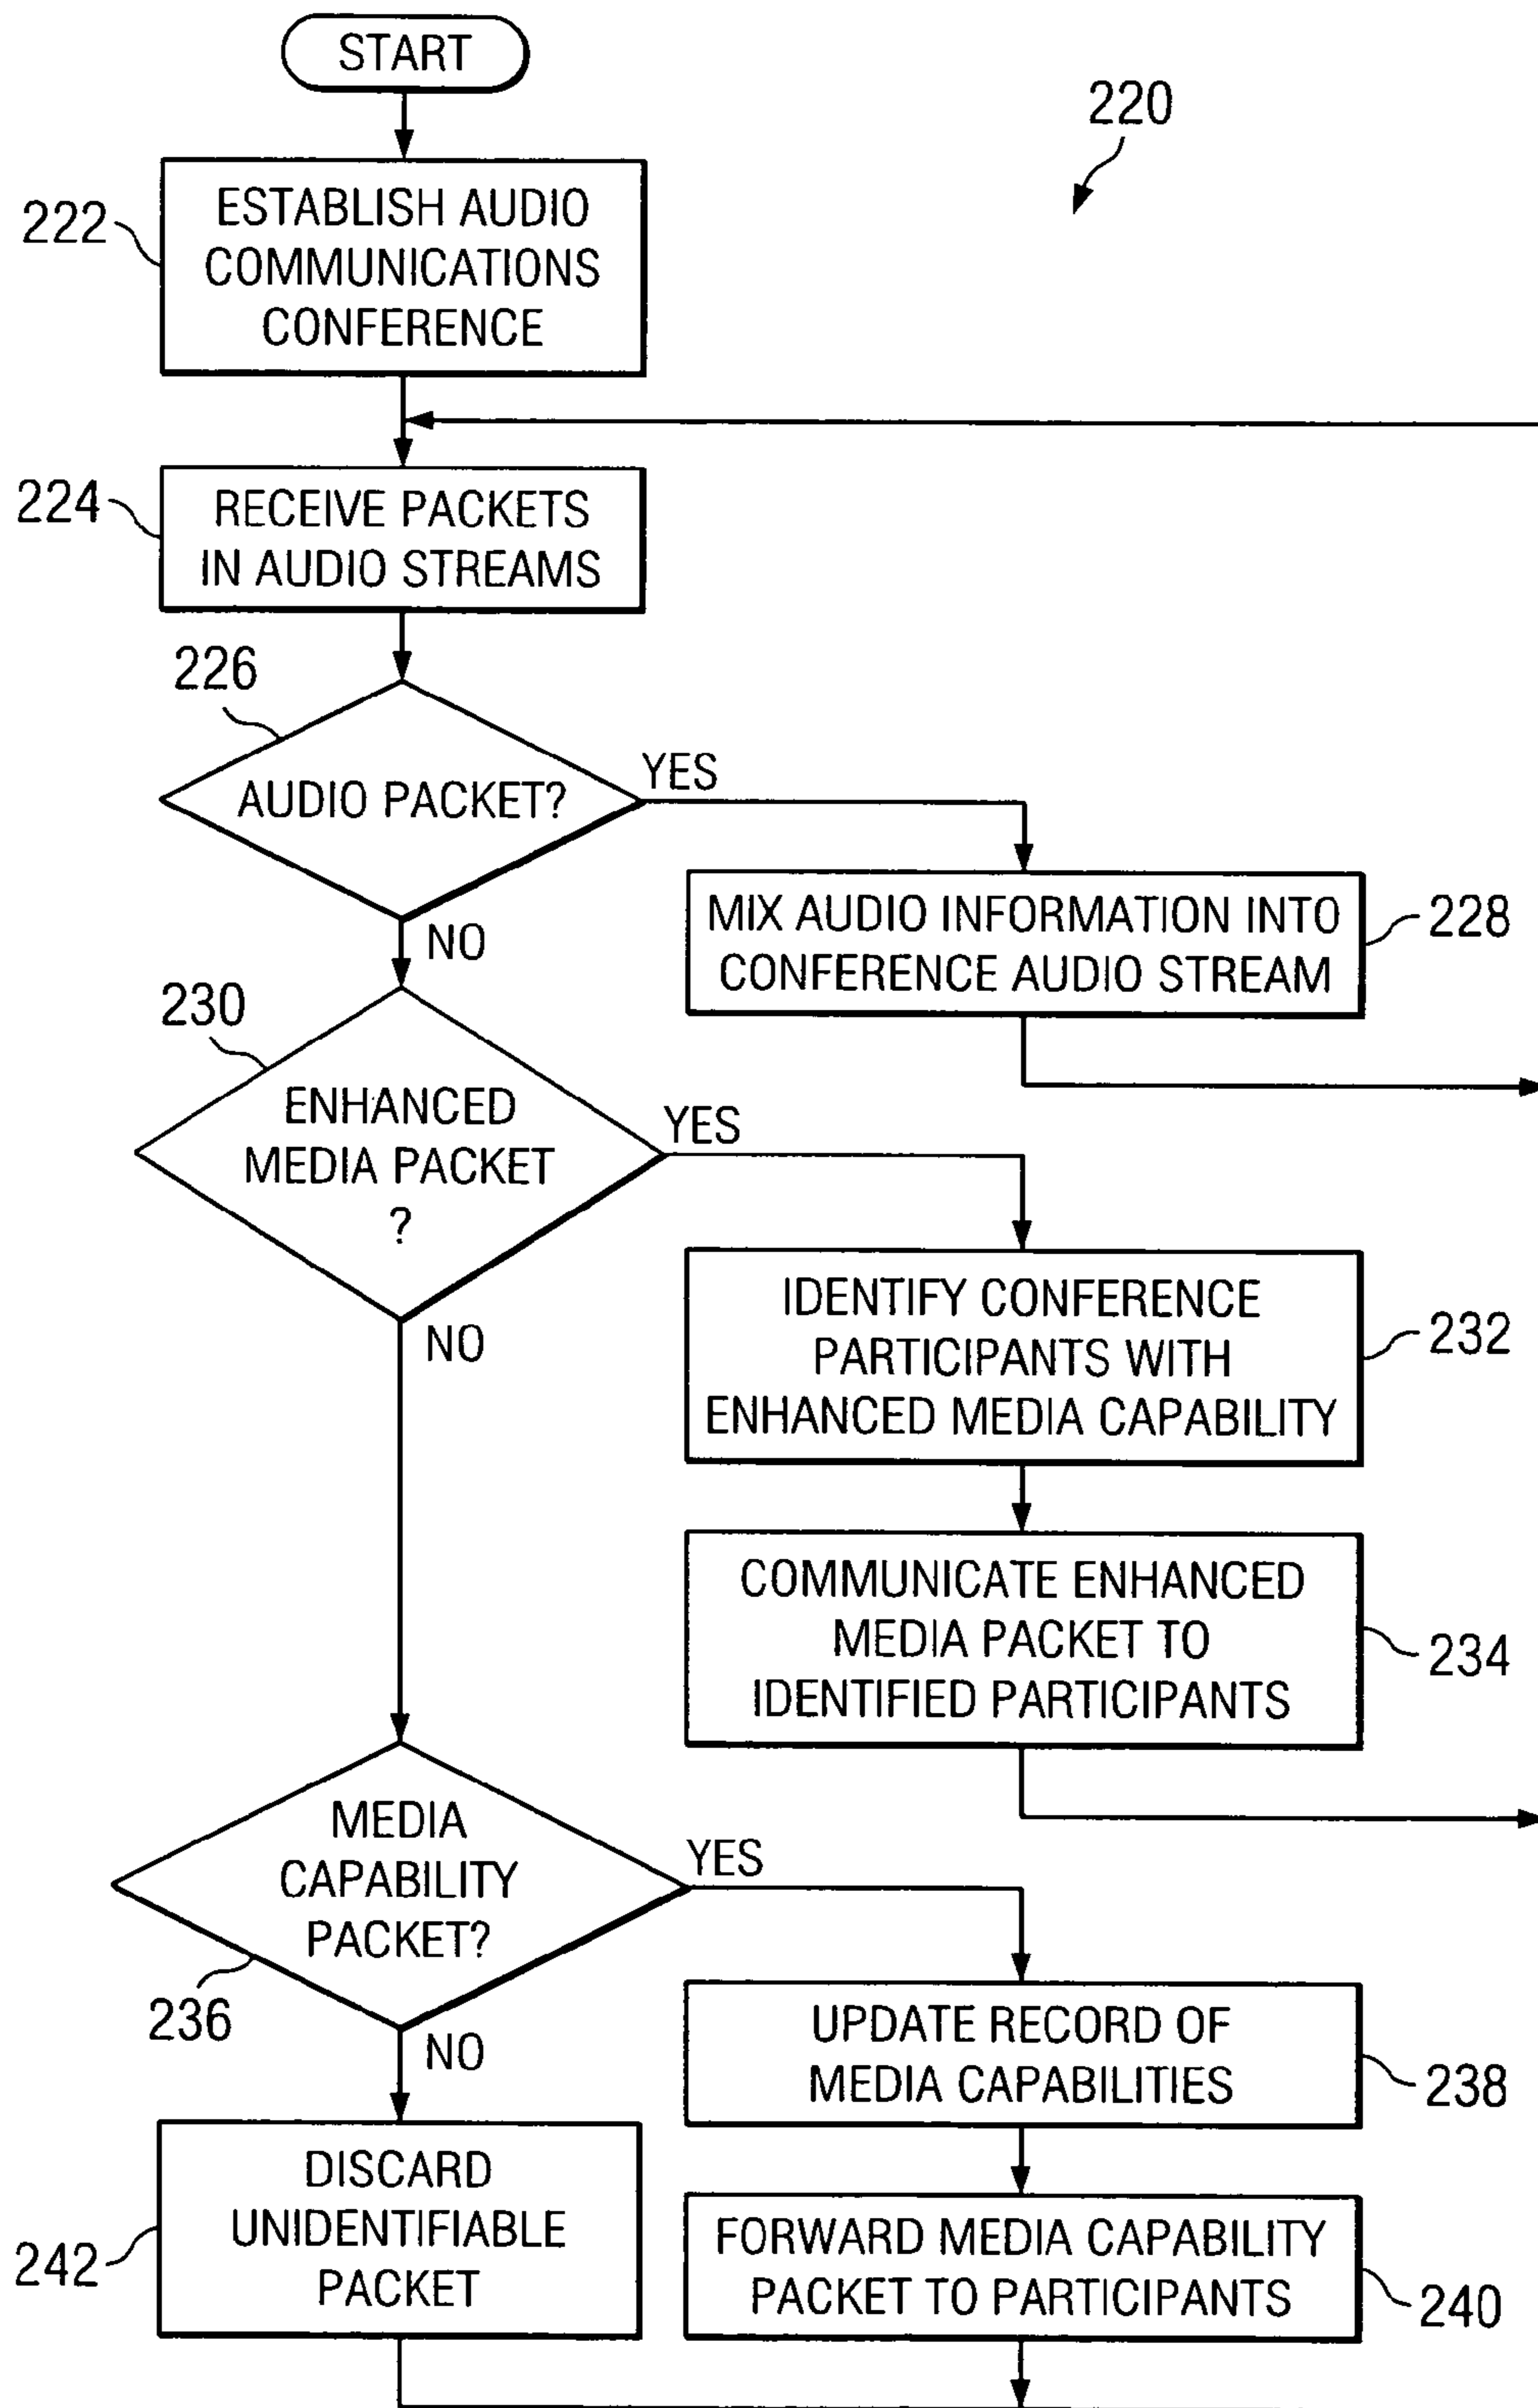 START
220
222
ESTABLISH AUDIO
COMMUNICATIONS
CONFERENCE
224
RECEIVE PACKETS
IN AUDIO STREAMS
226
AUDIO PACKET?
YES
NO
MIX AUDIO INFORMATION INTO
CONFERENCE AUDIO STREAM
228
230
ENHANCED
MEDIA PACKET
?
YES
NO
IDENTIFY CONFERENCE
PARTICIPANTS WITH
ENHANCED MEDIA CAPABILITY
232
COMMUNICATE ENHANCED
MEDIA PACKET TO
IDENTIFIED PARTICIPANTS
234
MEDIA
CAPABILITY
PACKET?
YES
236
NO
UPDATE RECORD OF
MEDIA CAPABILITIES
238
DISCARD
UNIDENTIFIABLE
PACKET
242
FORWARD MEDIA CAPABILITY
PACKET TO PARTICIPANTS
240